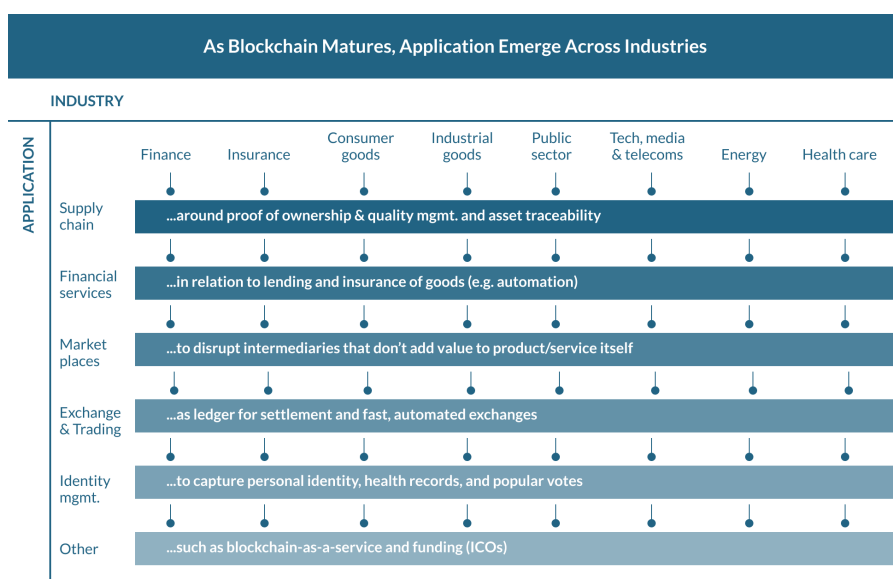 As Blockchain Matures, Application Emerge Across Industries
INDUSTRY
APPLICATION
Finance
Insurance
Consumer
goods
Industrial
goods
Public
sector
Tech, media
& telecoms
Energy
Health care
Supply
chain
...around proof of ownership & quality mgmt. and asset traceability
Financial
services
...in relation to lending and insurance of goods (e.g. automation)
Market
places
...to disrupt intermediaries that don't add value to product/service itself
Exchange
& Trading
...as ledger for settlement and fast, automated exchanges
Identity
mgmt.
...to capture personal identity, health records, and popular votes
Other
...such as blockchain-as-a-service and funding (ICOs)